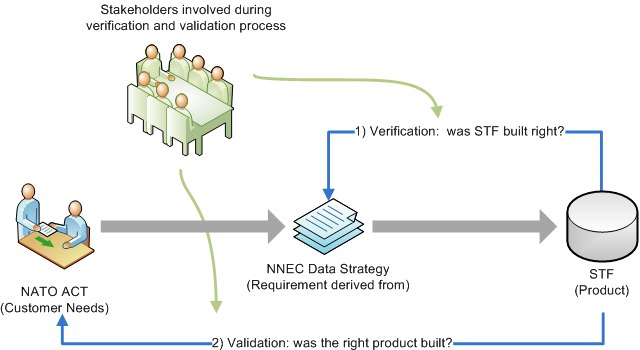 Stakeholders involved during
verification and validation process
1) Verification: was STF built right?
NATO ACT
(Customer Needs)
NNEC Data Strategy
(Requirement derived from)
STF
(Product)
2) Validation: was the right product built?